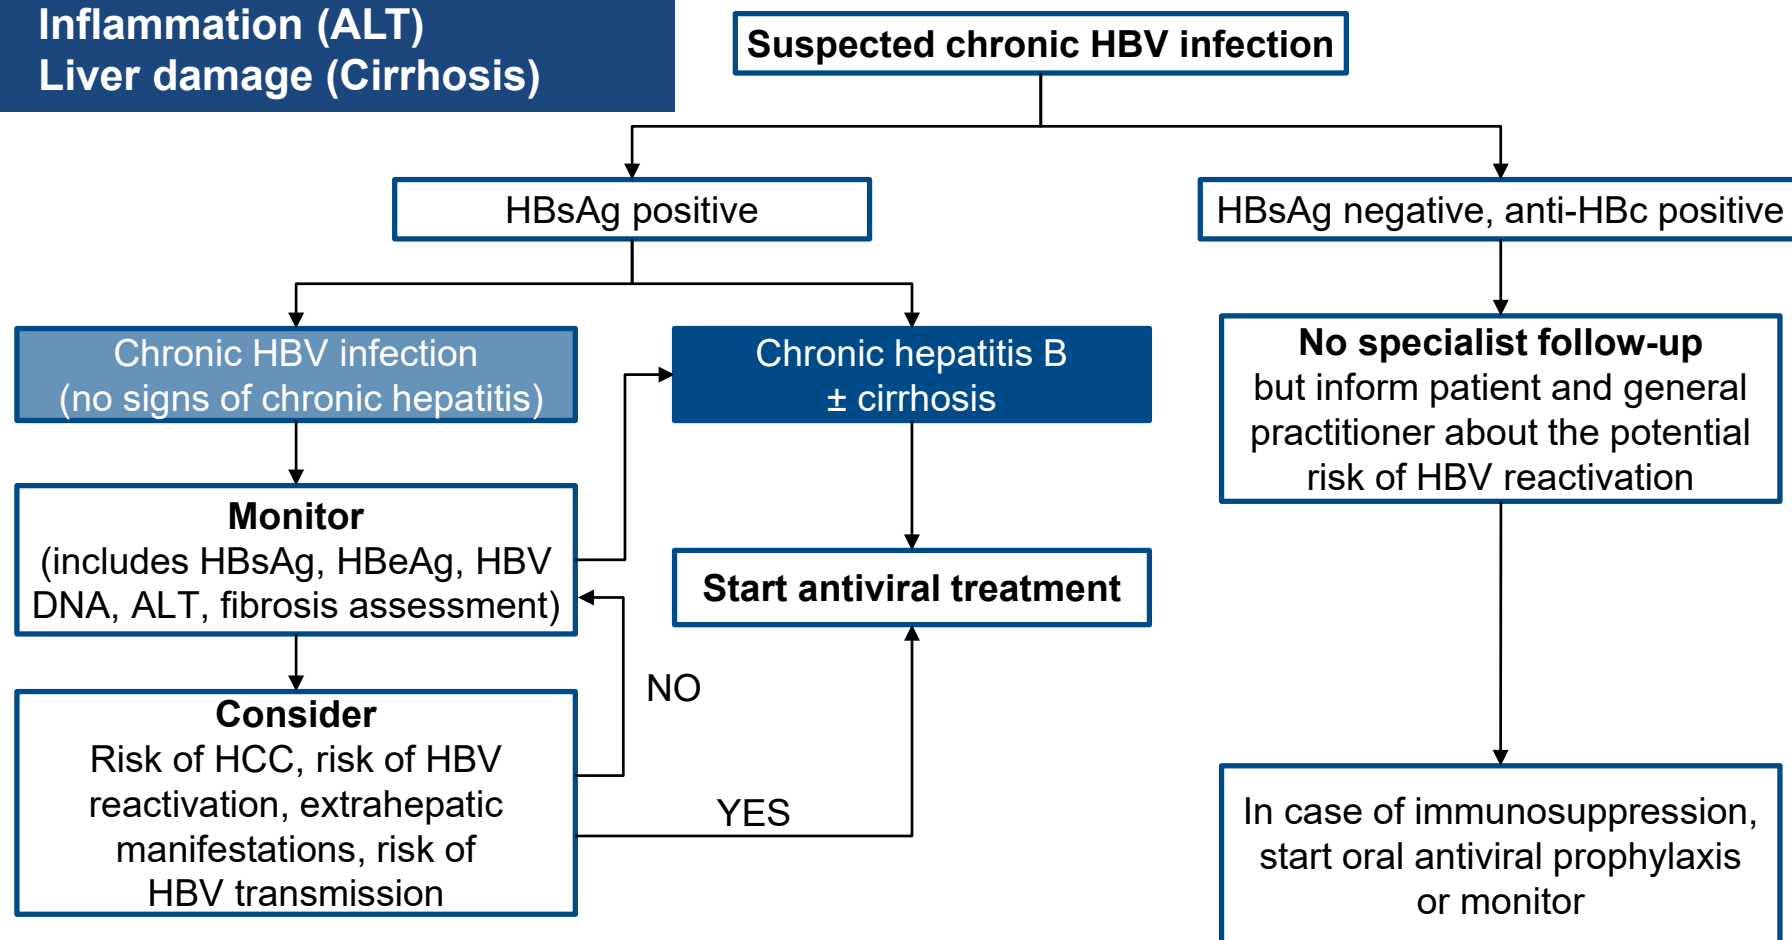 Inflammation (ALT)
Liver damage (Cirrhosis)
Suspected chronic HBV infection
HBsAg positive
HBsAg negative, anti-HBc positive
Chronic HBV infection
(no signs of chronic hepatitis)
Chronic hepatitis B
± cirrhosis
No specialist follow-up
but inform patient and general
practitioner about the potential
risk of HBV reactivation
Monitor
(includes HBsAg, HBeAg, HBV
DNA, ALT, fibrosis assessment)
Start antiviral treatment
NO
Consider
Risk of HCC, risk of HBV
reactivation, extrahepatic
manifestations, risk of
HBV transmission
YES
In case of immunosuppression,
start oral antiviral prophylaxis
or monitor